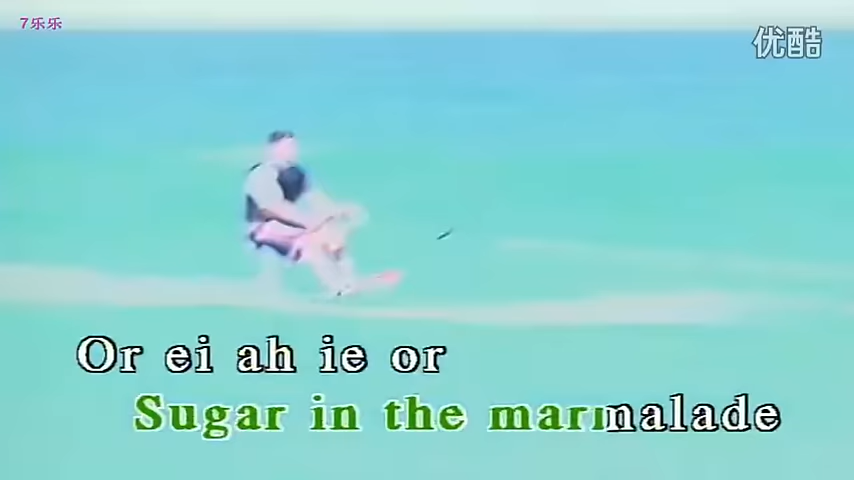 7乐乐
优酷
Or ei ah ie or
Sugar in the marmalade